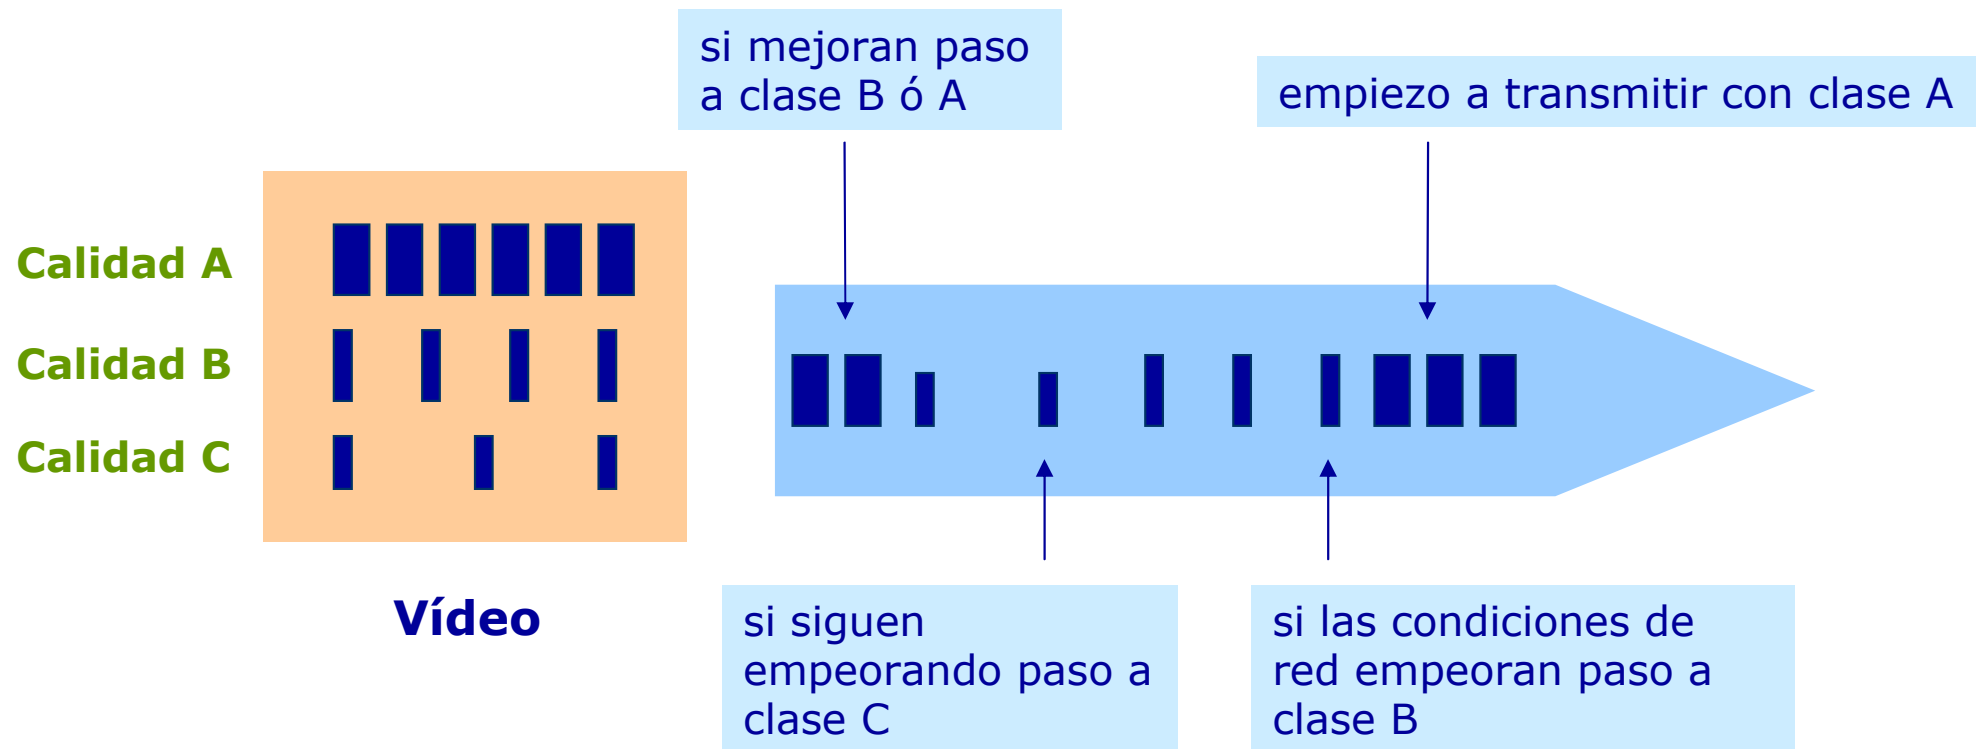 si mejoran paso
a clase B ó A
empiezo a transmitir con clase A
Calidad A
Calidad B
Calidad C
Vídeo
si siguen
empeorando paso a
clase C
si las condiciones de
red empeoran paso a
clase B